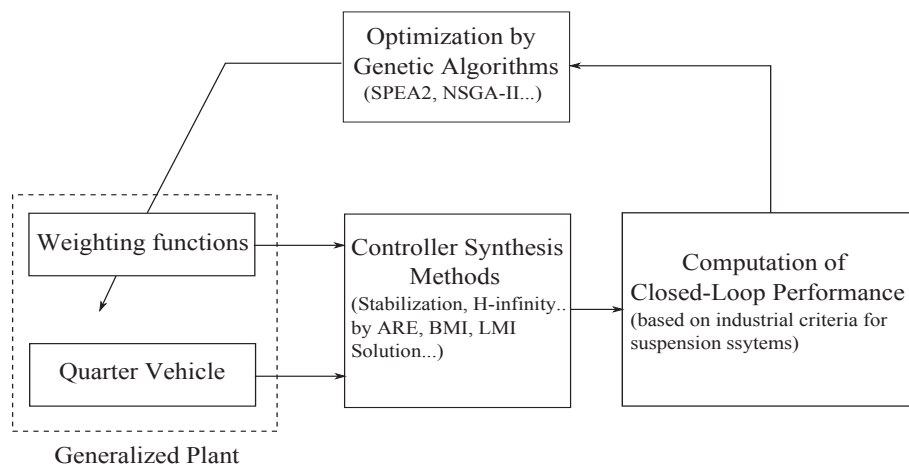 Optimization by
Genetic Algorithms
(SPEA2, NSGA-II...)
Weighting functions
Quarter Vehicle
Generalized Plant
Controller Synthesis
Methods
(Stabilization, H-infinity..
by ARE, BMI, LMI
Solution...)
Computation of
Closed-Loop Performance
(based on industrial criteria for
suspension ssytems)